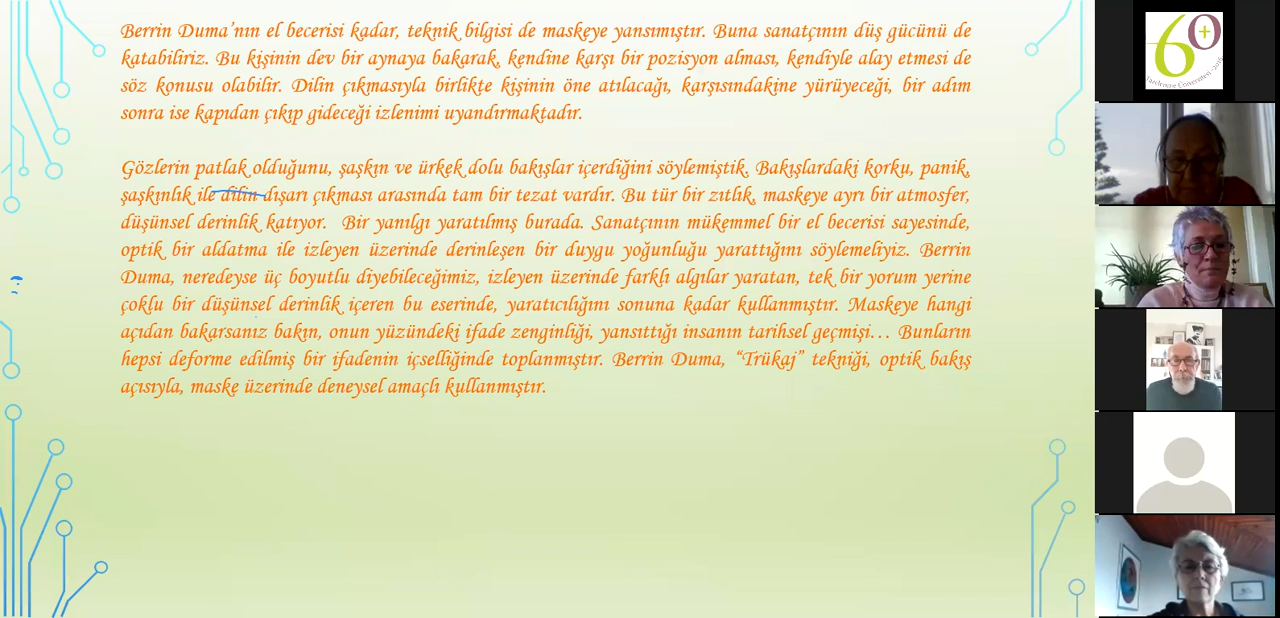 Berrin Duma’nın el becerisi kadar, teknik bilgisi de maskeye yansımıştır. Buna sanatçının düş gücünü de
katabiliriz. Bu kişinin dev bir aynaya bakarak, kendine karşı bir pozisyon alması, kendiyle alay etmesi de
söz konusu olabilir. Dilin çıkmasıyla birlikte kişinin öne atılacağı, karşısındakine yürüyeceği, bir adım
sonra ise kapıdan çıkıp gideceği izlenimi uyandırmaktadır.
Gözlerin patlak olduğunu, şaşkın ve ürkek dolu bakışlar içerdiğini söylemiştik. Bakışlardaki korku, panik,
şaşkınlık ile dilin dışarı çıkması arasında tam bir tezat vardır. Bu tür bir zıtlık, maskeye ayrı bir atmosfer,
düşünsel derinlik katıyor. Bir yanılgı yaratılmış burada. Sanatçının mükemmel bir el becerisi sayesinde,
optik bir aldatma ile izleyen üzerinde derinleşen bir duygu yoğunluğu yarattığını söylemeliyiz. Berrin
Duma, neredeyse üç boyutlu diyebileceğimiz, izleyen üzerinde farklı algılar yaratan, tek bir yorum yerine
çoklu bir düşünsel derinlik içeren bu eserinde, yaratıcılığını sonuna kadar kullanmıştır. Maskeye hangi
açıdan bakarsanız bakın, onun yüzündeki ifade zenginliği, yansıttığı insanın tarihsel geçmişi… Bunların
hepsi deforme edilmiş bir ifadenin içselliğinde toplanmıştır. Berrin Duma, “Trükaj” tekniği, optik bakış
açısıyla, maske üzerinde deneysel amaçlı kullanmıştır.
60+